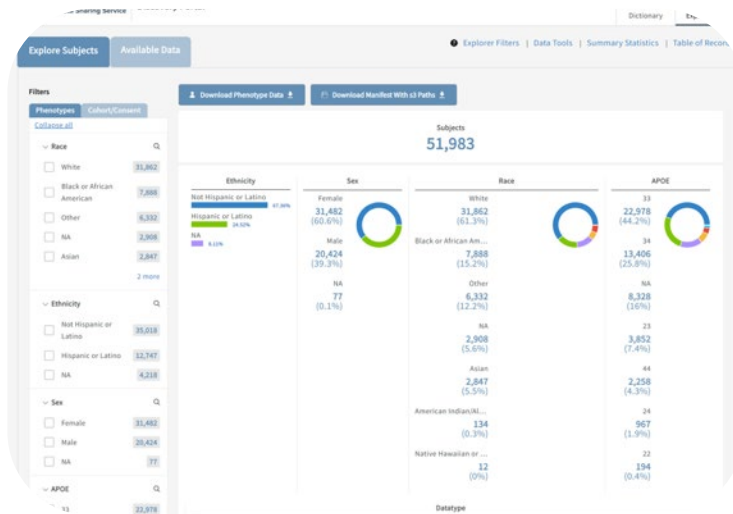 Sharing Service
Dictionary
Explore Subjects
Available Data
Explorer Filters | Data Tools | Summary Statistics | Table of Recor
Filters
Phenotypes
Cohort/Consent
Collapse all
Race
White 31,862
Black or African American 7,888
Other 6,332
NA 2,908
Asian 2,847
2 more
Ethnicity
Not Hispanic or Latino 35,018
Hispanic or Latino 12,747
NA 4,218
Sex
Female 31,482
Male 20,424
NA 77
APOE
33 22,978
Download Phenotype Data
Download Manifest With s3 Paths
Subjects
51,983
Ethnicity
Not Hispanic or Latino
67.36%
Hispanic or Latino
24.52%
NA
8.11%
Sex
Female
31,482
(60.6%)
Male
20,424
(39.3%)
NA
77
(0.1%)
Race
White
31,862
(61.3%)
Black or African Am...
7,888
(15.2%)
Other
6,332
(12.2%)
NA
2,908
(5.6%)
Asian
2,847
(5.5%)
American Indian/Al...
134
(0.3%)
Native Hawaiian or ...
12
(0%)
APOE
33
22,978
(44.2%)
34
13,406
(25.8%)
NA
8,328
(16%)
23
3,852
(7.4%)
44
2,258
(4.3%)
24
967
(1.9%)
22
194
(0.4%)
Datatype